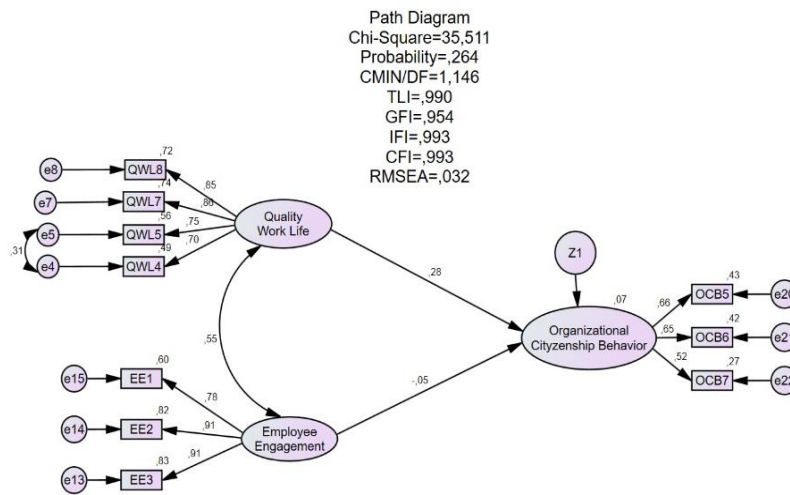 Path Diagram
Chi-Square=35,511
Probability=,264
CMIN/DF=1,146
TLI=,990
GFI=,954
IFI=,993
CFI=,993
RMSEA=,032
,72
e8
QWL8
,85
,74
e7
QWL7
,86
,56
e5
QWL5
,75
,31
,49
e4
QWL4
,70
Quality
Work Life
,28
Z1
,07
Organizational
Cityzenship Behavior
,43
,66
OCB5
,42
,65
OCB6
,52
,27
OCB7
,55
-,05
,60
e15
EE1
,78
,82
e14
EE2
,91
,83
e13
EE3
,91
Employee
Engagement